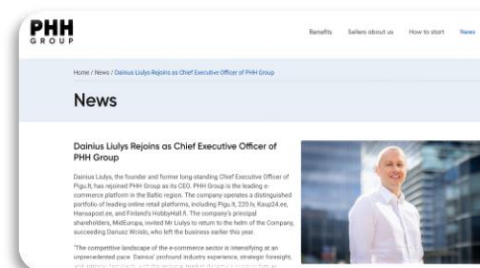 PHH
GROUP
Benefits Sellers about us How to start News
Home / News / Dainius Liulys Rejoins as Chief Executive Officer of PHH Group
News
Dainius Liulys Rejoins as Chief Executive Officer of
PHH Group
Dainius Liulys, the founder and former long-standing Chief Executive Officer of
Pigu.lt, has rejoined PHH Group as its CEO. PHH Group is the leading e-
commerce platform in the Baltic region. The company operates a distinguished
portfolio of leading online retail platforms, including Pigu.lt, 220.lv, Kaup24.ee,
Hansapost.ee, and Finland's HobbyHall.fi. The company's principal
shareholders, MidEuropa, invited Mr Liulys to return to the helm of the Company,
succeeding Dariusz Wolski, who left the business earlier this year.
"The competitive landscape of the e-commerce sector is intensifying at an
unprecedented pace. Dainius' profound industry experience, strategic foresight,